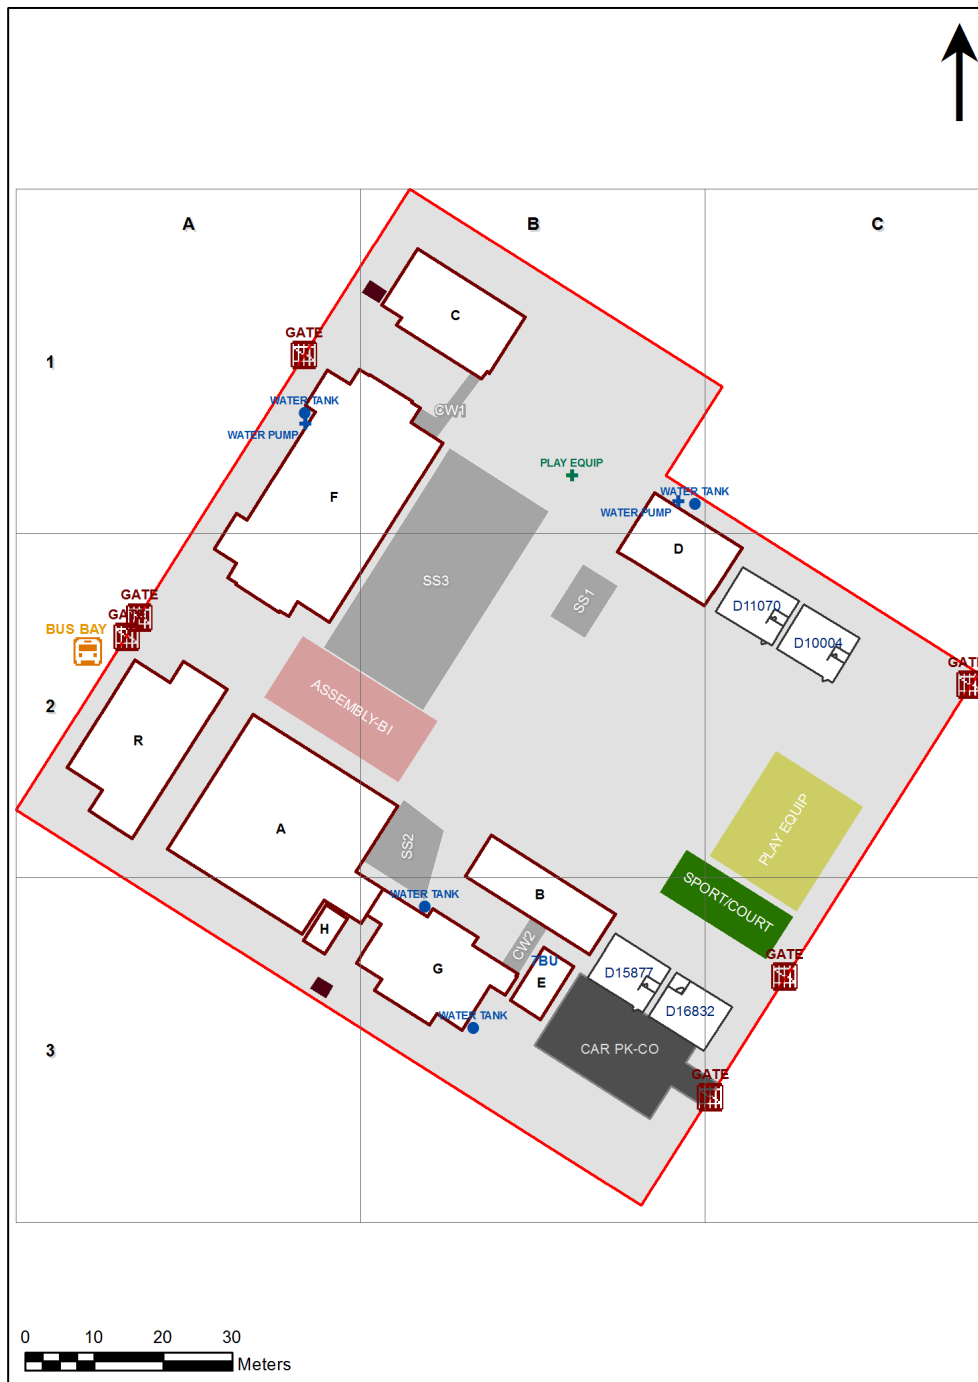 A
B
C
C
GATE
1
WATER TANK
CW1
WATER PUMP
PLAY EQUIP
WATER TANK
F
WATER PUMP
D
SS3
SS1
GATE
D11070
GATE
BUS BAY
D10004
GATE
ASSEMBLY-BI
2
R
A
SS2
PLAY EQUIP
SPORT/COURT
WATER TANK
B
H
CW2
7BU
G
D15877
GATE
E
WATER TANK
D16832
3
CAR PK-CO
GATE
0 10 20 30
Meters